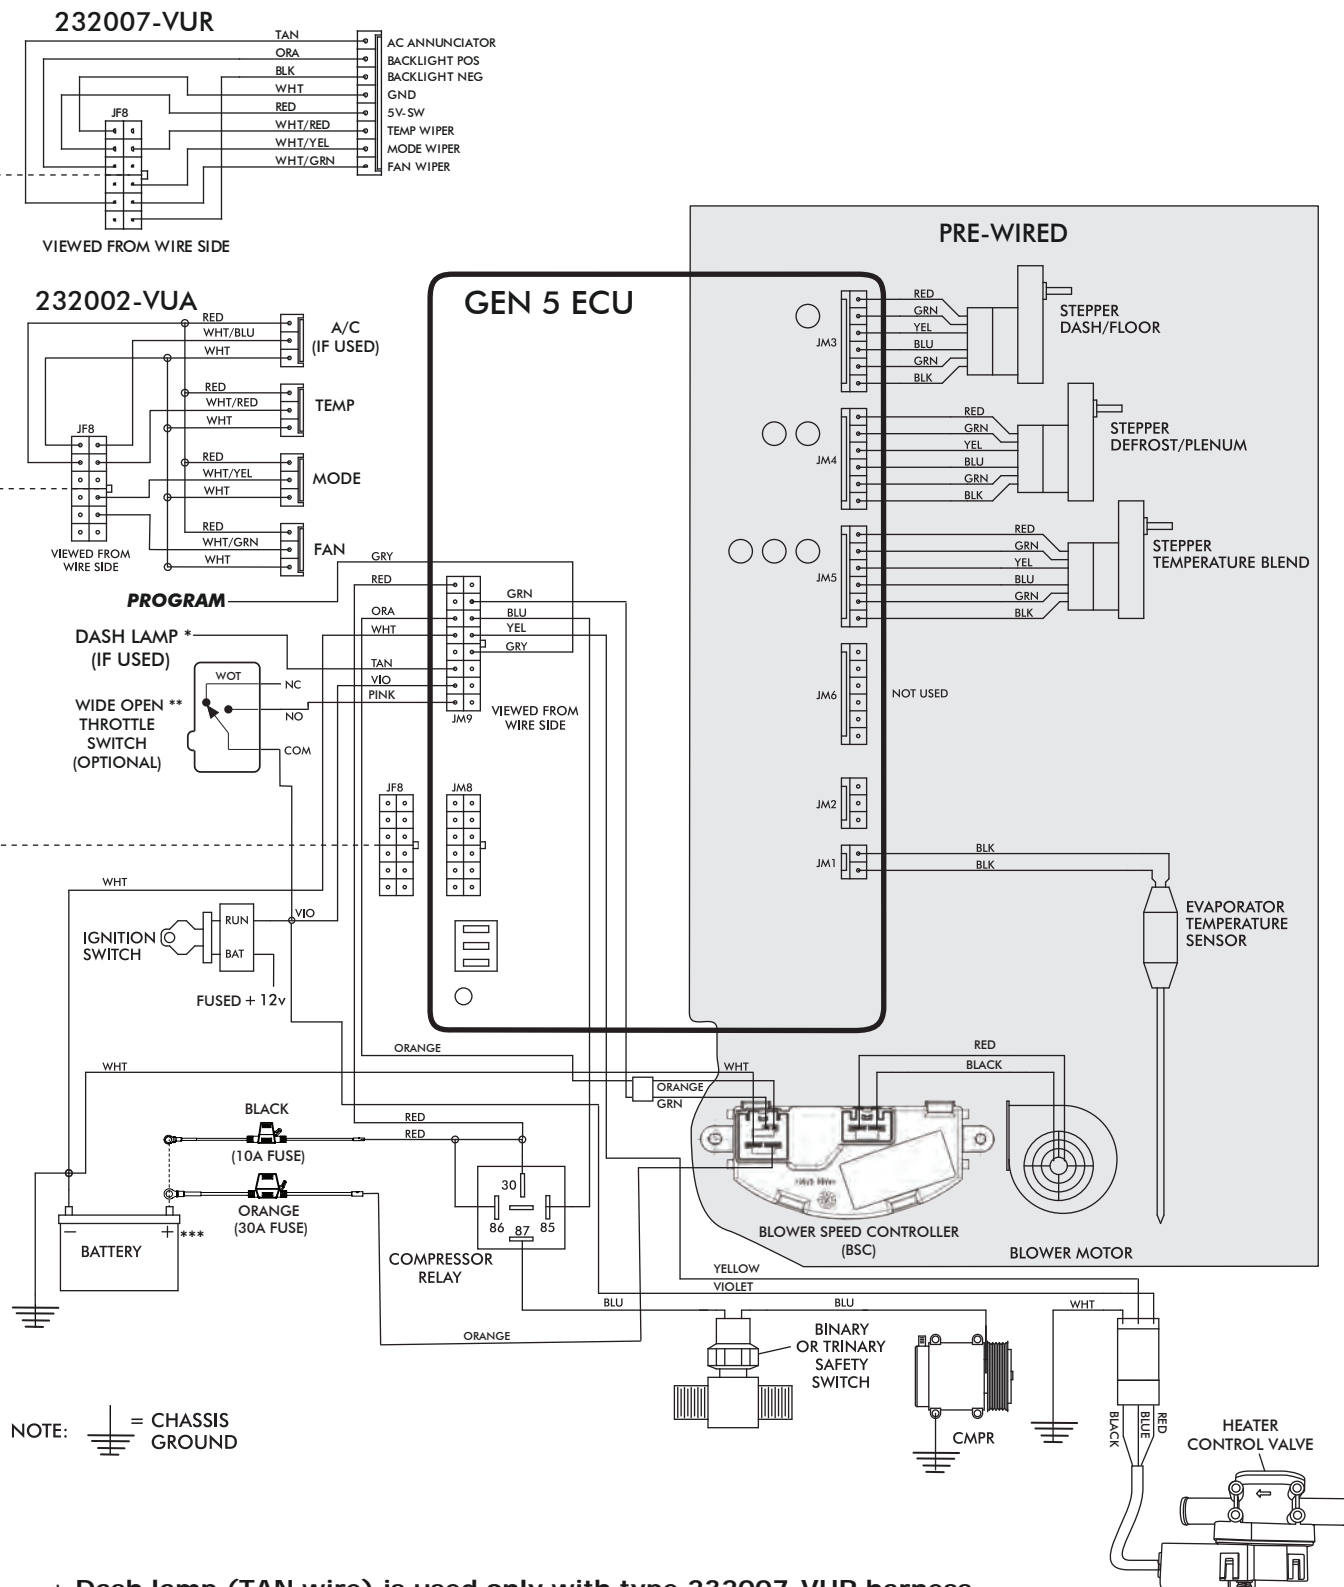 232007-VUR
TAN
ORA
BLK
WHT
RED
WHT/RED
WHT/YEL
WHT/GRN
AC ANNUNCIATOR
BACKLIGHT POS
BACKLIGHT NEG
GND
5V-SW
TEMP WIPER
MODE WIPER
FAN WIPER
JF8
VIEWED FROM WIRE SIDE
232002-VUA
RED
WHT/BLU
WHT
A/C
(IF USED)
RED
WHT/RED
WHT
TEMP
RED
WHT/YEL
WHT
MODE
RED
WHT/GRN
WHT
FAN
JF8
VIEWED FROM
WIRE SIDE
GEN 5 ECU
PRE-WIRED
JM3
RED
GRN
YEL
BLU
GRN
BLK
STEPPER
DASH/FLOOR
JM4
RED
GRN
YEL
BLU
GRN
BLK
STEPPER
DEFROST/PLENUM
JM5
RED
GRN
YEL
BLU
GRN
BLK
STEPPER
TEMPERATURE BLEND
JM6
NOT USED
JM2
JM1
BLK
BLK
EVAPORATOR
TEMPERATURE
SENSOR
PROGRAM
GRY
RED
ORA
WHT
TAN
VIO
PINK
GRN
BLU
YEL
GRY
JM9
VIEWED FROM
WIRE SIDE
DASH LAMP *
(IF USED)
WIDE OPEN **
THROTTLE
SWITCH
(OPTIONAL)
WOT
NC
NO
COM
JF8
JM8
WHT
VIO
IGNITION
SWITCH
RUN
BAT
FUSED + 12v
ORANGE
WHT
WHT
ORANGE
GRN
RED
BLACK
BLACK
(10A FUSE)
RED
RED
ORANGE
(30A FUSE)
BATTERY
−
+
***
30
86
87
85
COMPRESSOR
RELAY
BLOWER SPEED CONTROLLER
(BSC)
BLOWER MOTOR
YELLOW
VIOLET
BLU
BLU
WHT
ORANGE
BINARY
OR TRINARY
SAFETY
SWITCH
CMPR
BLACK
BLUE
RED
HEATER
CONTROL VALVE
NOTE:
= CHASSIS
GROUND
Dash lamp (TAN wire) is used only with type 232007-VUR harness